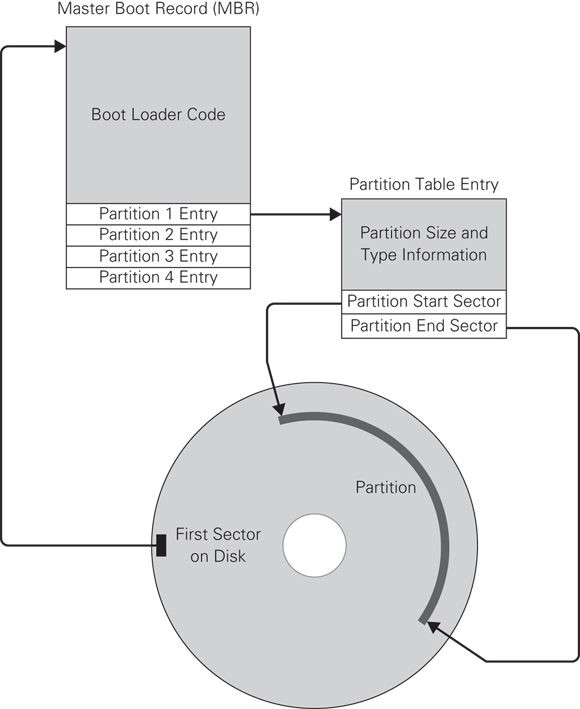 Master Boot Record (MBR)
Boot Loader Code
Partition 1 Entry
Partition 2 Entry
Partition 3 Entry
Partition 4 Entry
Partition Table Entry
Partition Size and
Type Information
Partition Start Sector
Partition End Sector
Partition
First Sector
on Disk